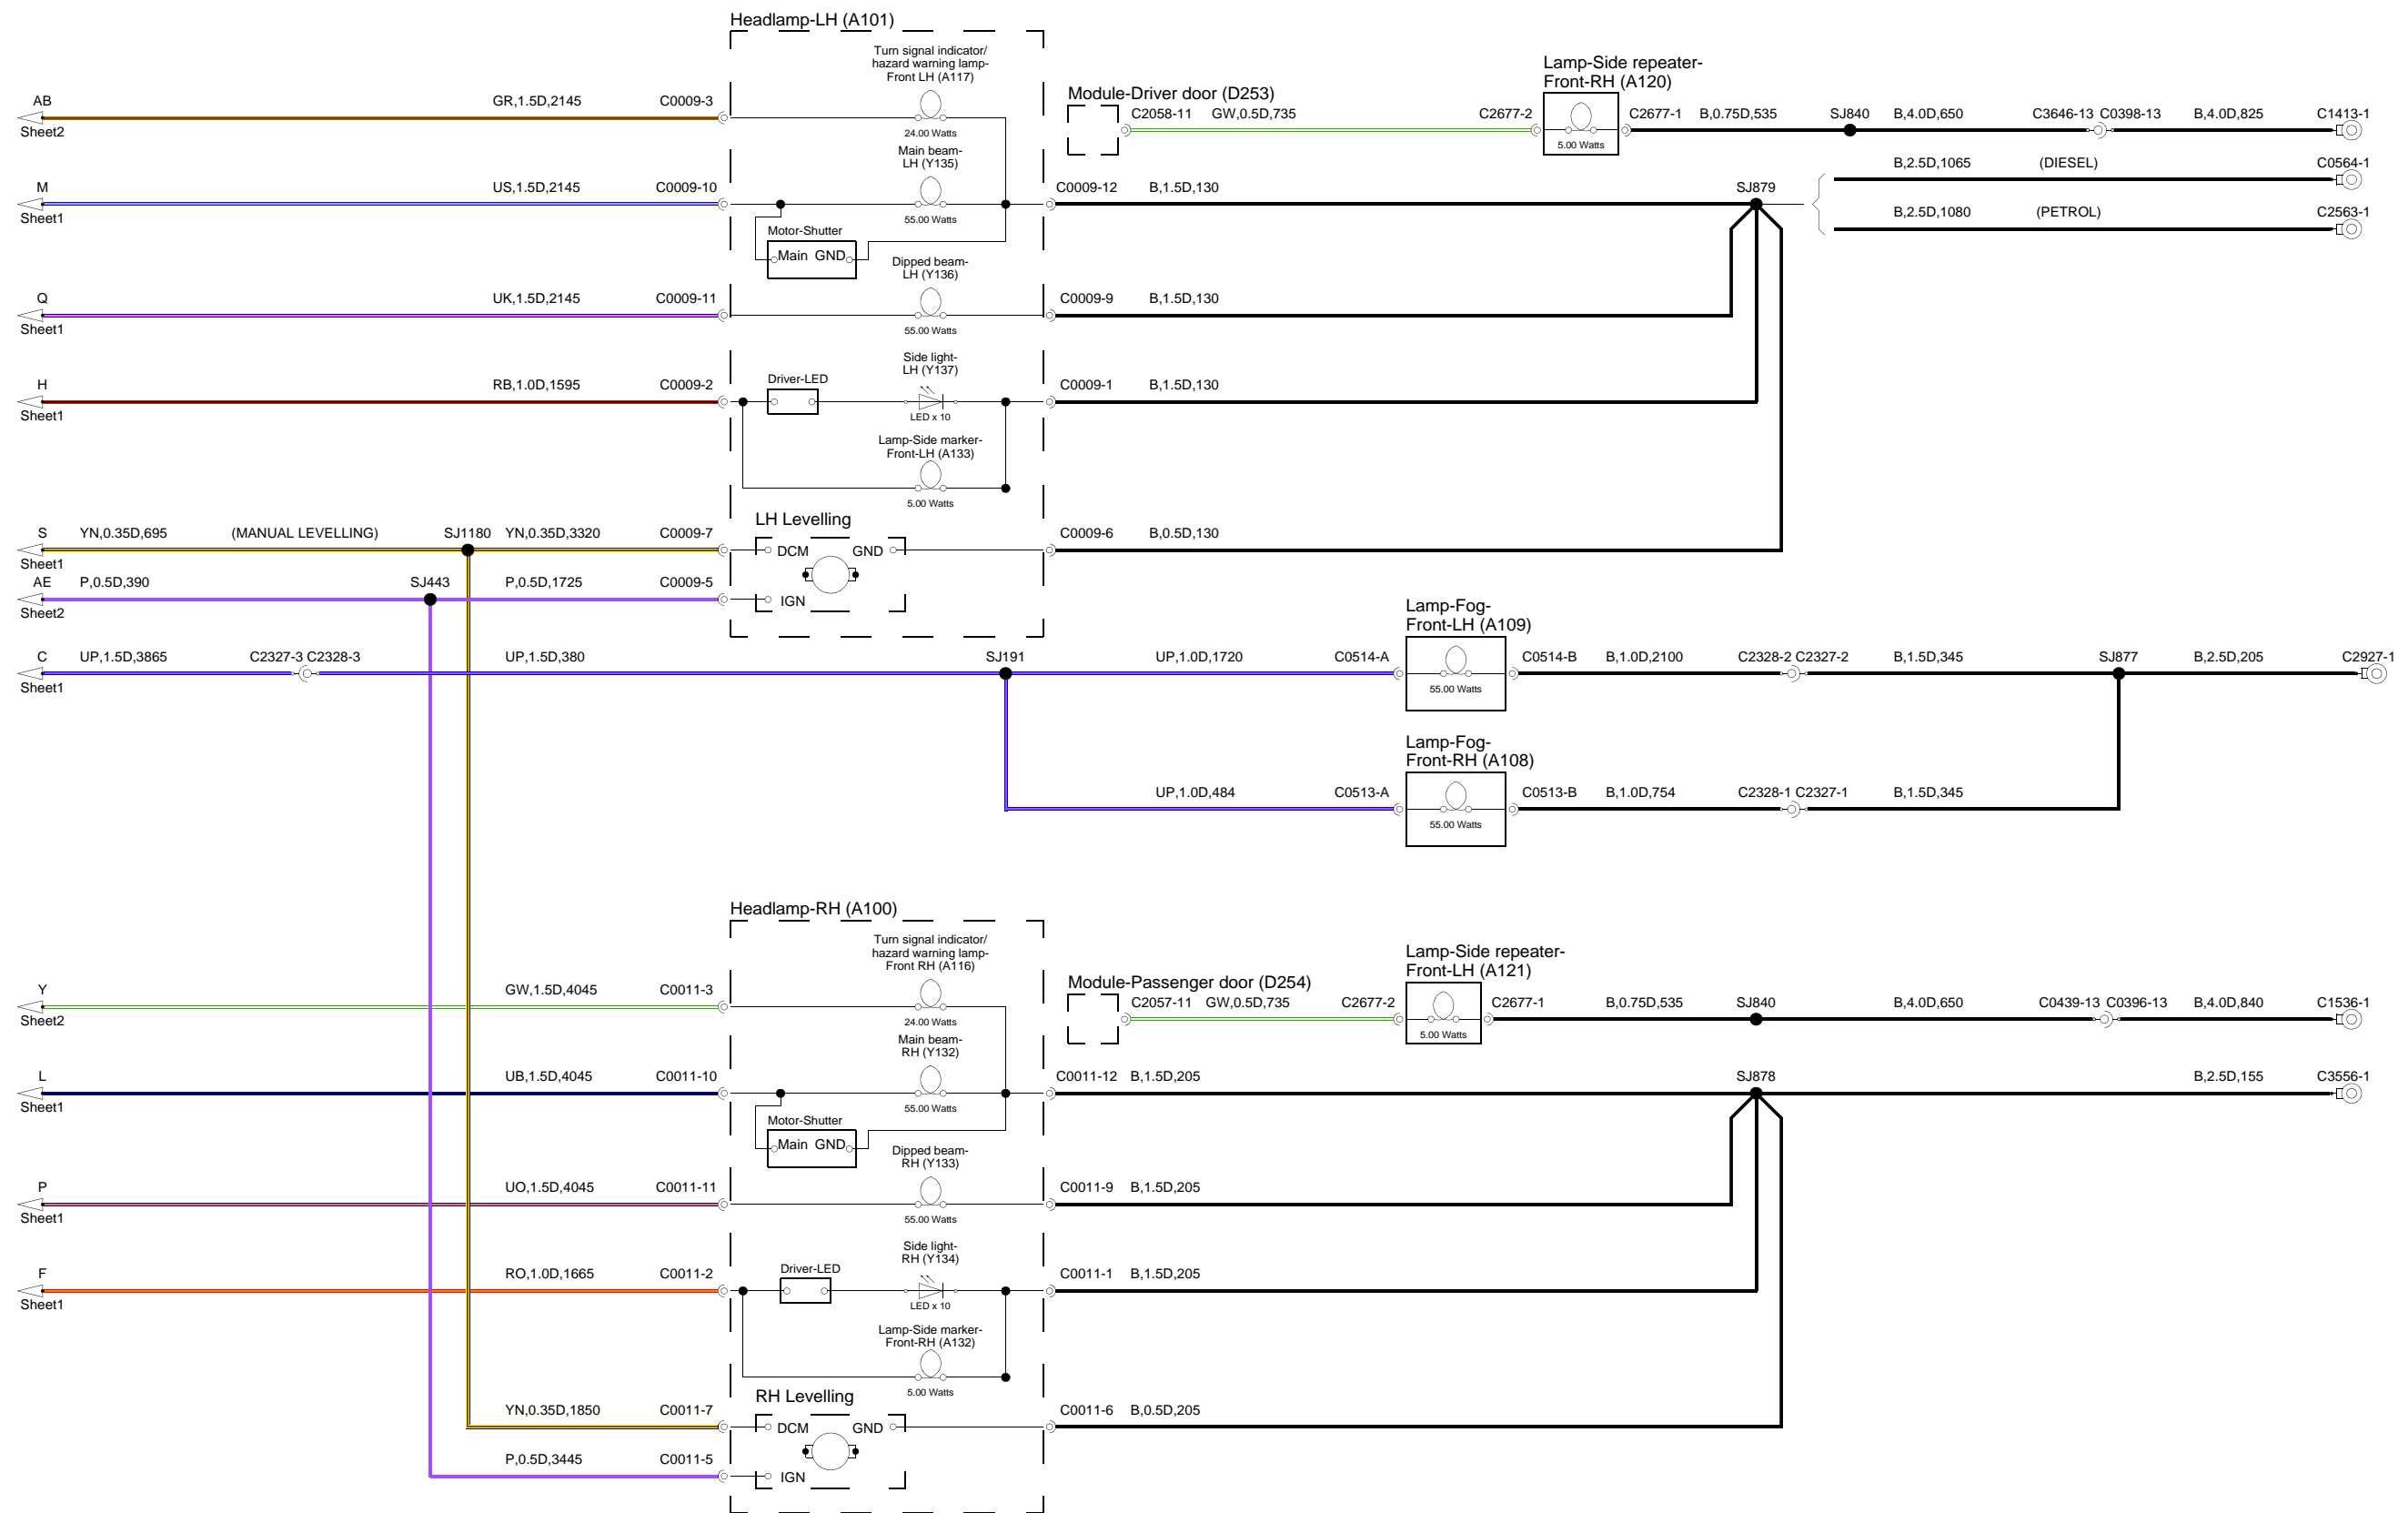 Headlamp-LH (A101)
Turn signal indicator/
hazard warning lamp-
Front LH (A117)
AB
Sheet2
GR,1.5D,2145
C0009-3
24.00 Watts
Module-Driver door (D253)
C2058-11
GW,0.5D,735
C2677-2
Lamp-Side repeater-
Front-RH (A120)
5.00 Watts
C2677-1
B,0.75D,535
SJ840
B,4.0D,650
C3646-13 C0398-13
B,4.0D,825
C1413-1
Main beam-
LH (Y135)
M
Sheet1
US,1.5D,2145
C0009-10
55.00 Watts
C0009-12
B,1.5D,130
SJ879
B,2.5D,1065
(DIESEL)
C0564-1
B,2.5D,1080
(PETROL)
C2563-1
Motor-Shutter
Main GND
Dipped beam-
LH (Y136)
Q
Sheet1
UK,1.5D,2145
C0009-11
55.00 Watts
C0009-9
B,1.5D,130
Side light-
LH (Y137)
H
Sheet1
RB,1.0D,1595
C0009-2
Driver-LED
LED x 10
C0009-1
B,1.5D,130
Lamp-Side marker-
Front-LH (A133)
5.00 Watts
LH Levelling
S
Sheet1
YN,0.35D,695
(MANUAL LEVELLING)
SJ1180
YN,0.35D,3320
C0009-7
DCM
GND
C0009-6
B,0.5D,130
AE
Sheet2
P,0.5D,390
SJ443
P,0.5D,1725
C0009-5
IGN
C
Sheet1
UP,1.5D,3865
C2327-3 C2328-3
UP,1.5D,380
SJ191
UP,1.0D,1720
C0514-A
Lamp-Fog-
Front-LH (A109)
55.00 Watts
C0514-B
B,1.0D,2100
C2328-2 C2327-2
B,1.5D,345
SJ877
B,2.5D,205
C2927-1
UP,1.0D,484
C0513-A
Lamp-Fog-
Front-RH (A108)
55.00 Watts
C0513-B
B,1.0D,754
C2328-1 C2327-1
B,1.5D,345
Headlamp-RH (A100)
Turn signal indicator/
hazard warning lamp-
Front RH (A116)
Y
Sheet2
GW,1.5D,4045
C0011-3
24.00 Watts
Module-Passenger door (D254)
C2057-11
GW,0.5D,735
C2677-2
Lamp-Side repeater-
Front-LH (A121)
5.00 Watts
C2677-1
B,0.75D,535
SJ840
B,4.0D,650
C0439-13 C0396-13
B,4.0D,840
C1536-1
Main beam-
RH (Y132)
L
Sheet1
UB,1.5D,4045
C0011-10
55.00 Watts
C0011-12
B,1.5D,205
SJ878
B,2.5D,155
C3556-1
Motor-Shutter
Main GND
Dipped beam-
RH (Y133)
P
Sheet1
UO,1.5D,4045
C0011-11
55.00 Watts
C0011-9
B,1.5D,205
Side light-
RH (Y134)
F
Sheet1
RO,1.0D,1665
C0011-2
Driver-LED
LED x 10
C0011-1
B,1.5D,205
Lamp-Side marker-
Front-RH (A132)
5.00 Watts
RH Levelling
YN,0.35D,1850
C0011-7
DCM
GND
C0011-6
B,0.5D,205
P,0.5D,3445
C0011-5
IGN